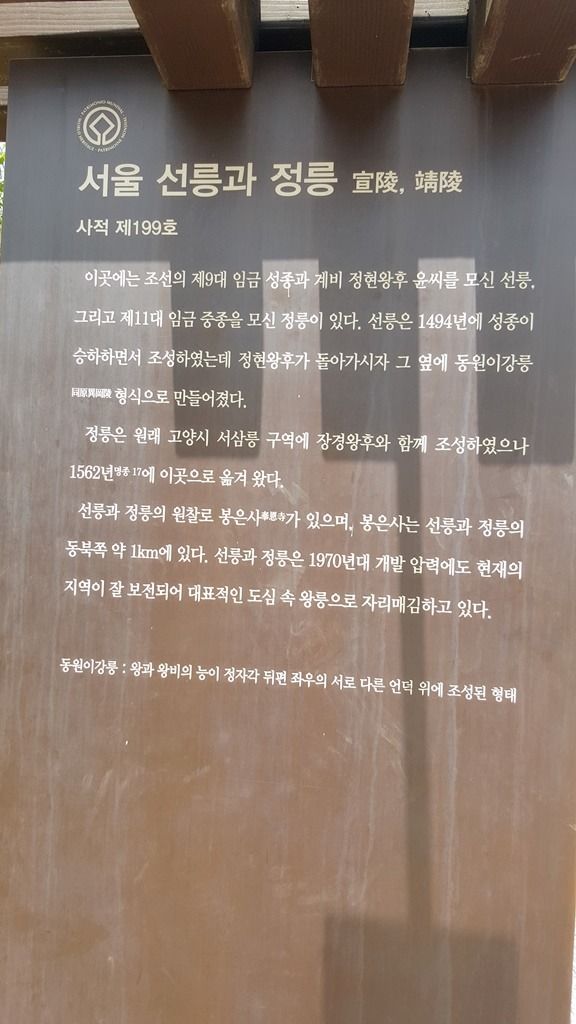 서울 선릉과 정릉 宣陵, 靖陵
사적 제199호
이곳에는 조선의 제9대 임금 성종과 계비 정현왕후 윤씨를 모신 선릉,
그리고 제11대 임금 중종을 모신 정릉이 있다. 선릉은 1494년에 성종이
승하하면서 조성하였는데 정현왕후가 돌아가시자 그 옆에 동원이강릉
同原異岡陵 형식으로 만들어졌다.
정릉은 원래 고양시 서삼릉 구역에 장경왕후와 함께 조성하였으나
1562년명종 17에 이곳으로 옮겨 왔다.
선릉과 정릉의 원찰로 봉은사奉恩寺가 있으며, 봉은사는 선릉과 정릉의
동북쪽 약 1km에 있다. 선릉과 정릉은 1970년대 개발 압력에도 현재의
지역이 잘 보전되어 대표적인 도심 속 왕릉으로 자리매김하고 있다.
동원이강릉 : 왕과 왕비의 능이 정자각 뒤편 좌우의 서로 다른 언덕 위에 조성된 형태